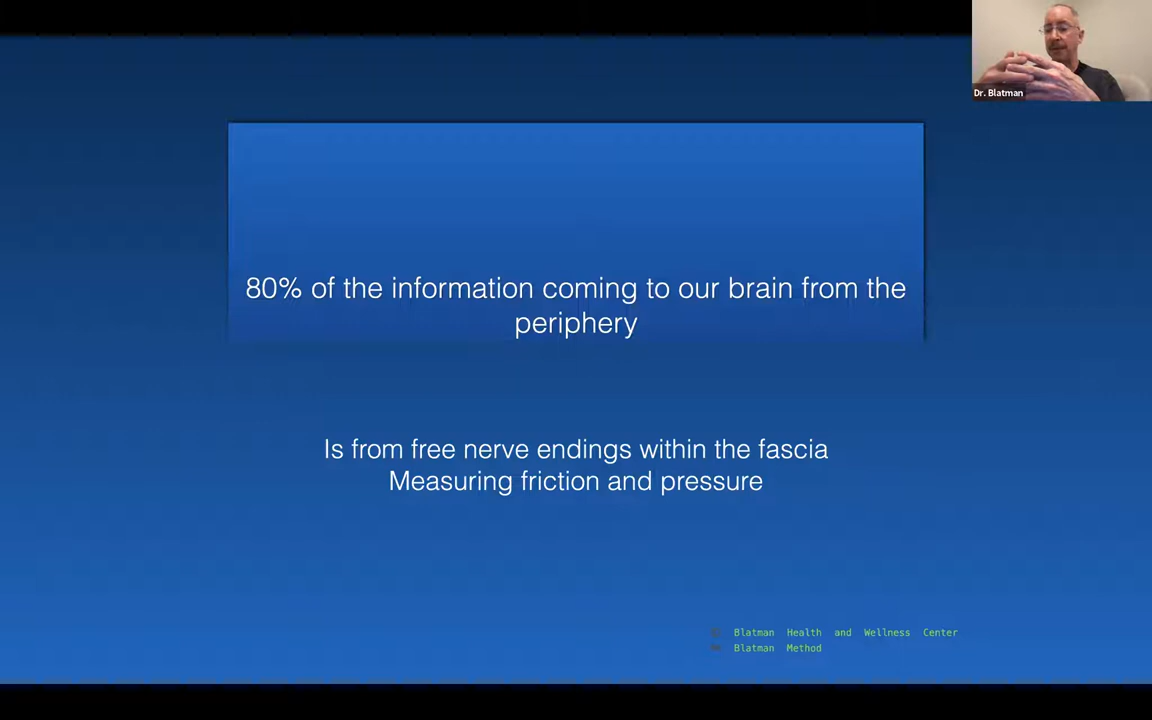 Dr. Blatman
80% of the information coming to our brain from the
periphery
Is from free nerve endings within the fascia
Measuring friction and pressure
Blatman Health and Wellness Center
Blatman Method